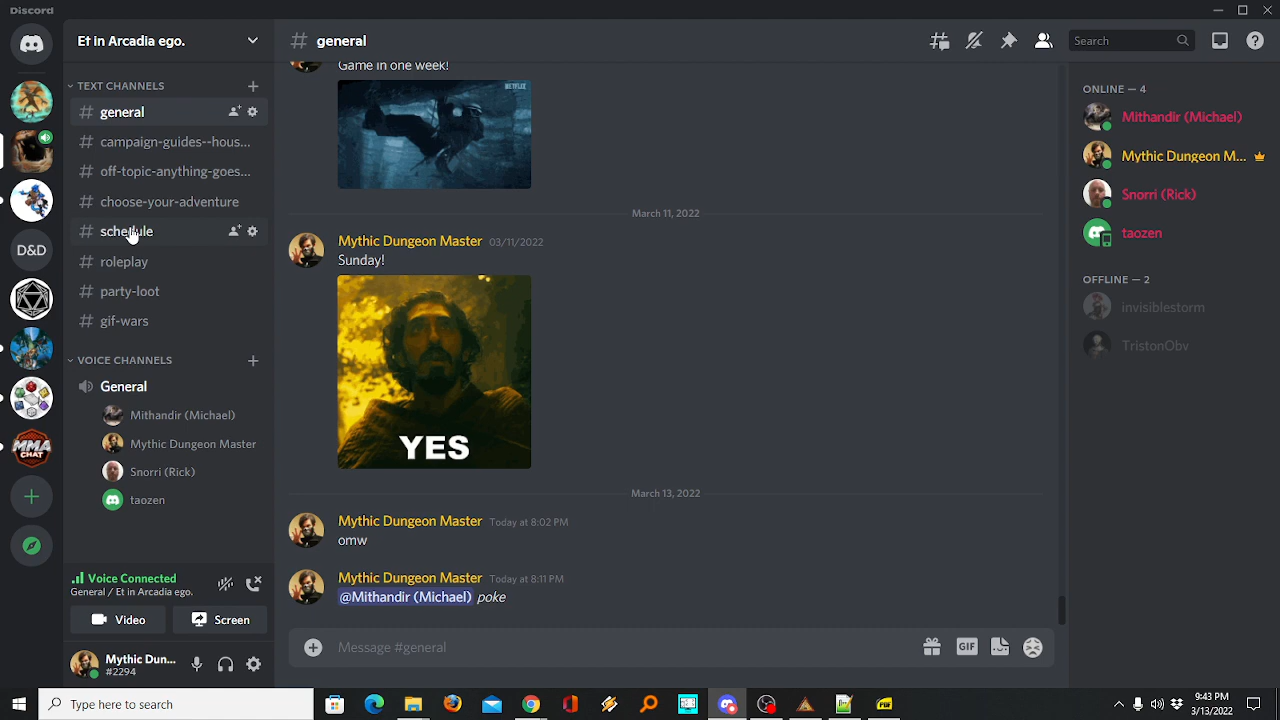 Discord
Et in Arcadia ego.
general
Search
TEXT CHANNELS
general
campaign-guides--hous...
off-topic-anything-goes...
choose-your-adventure
schedule
roleplay
party-loot
gif-wars
VOICE CHANNELS
General
Mithandir (Michael)
Mythic Dungeon Master
Snorri (Rick)
taozen
D&D
MMA
CHAT
Voice Connected
General / Et in Arcadia ego.
Video
Screen
Mythic Dun...
#2294
Game in one week!
NETFLIX
March 11, 2022
Mythic Dungeon Master 03/11/2022
Sunday!
YES
March 13, 2022
Mythic Dungeon Master Today at 8:02 PM
omw
Mythic Dungeon Master Today at 8:11 PM
@Mithandir (Michael) poke
Message #general
GIF
ONLINE — 4
Mithandir (Michael)
Mythic Dungeon M...
Snorri (Rick)
taozen
OFFLINE — 2
invisiblestorm
TristonObv
Type here to search
9:43 PM
3/13/2022